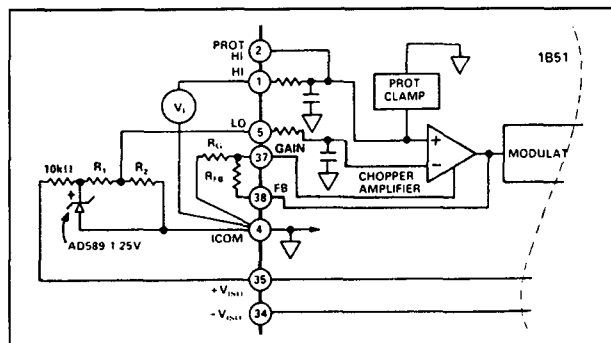 PROT
HI
2
HI
1
1B51
PROT
CLAMP
V₁
LO
5
GAIN
37
R_G
R_FB
10kΩ R₁ R₂
+
−
+
CHOPPER
AMPLIFIER
MODULAT
FB
38
ICOM
4
AD589 1 25V
35
+V_ISO
34
−V_ISO